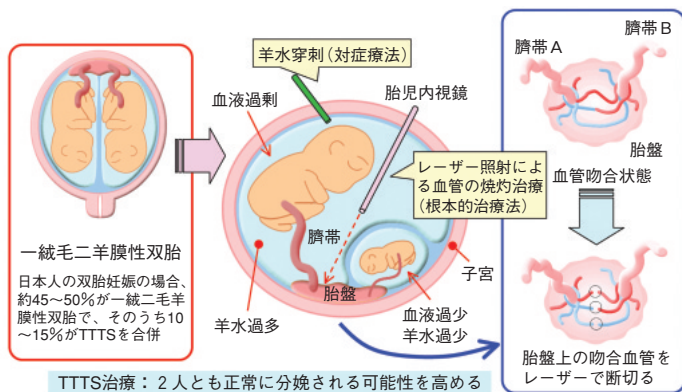 一絨毛二羊膜性双胎
日本人の双胎妊娠の場合、
約45〜50％が一絨二毛羊
膜性双胎で、そのうち10
〜15％がTTTSを合併
羊水穿刺（対症療法）
血液過剰
胎児内視鏡
レーザー照射によ
る血管の焼灼治療
（根本的治療法）
臍帯
胎盤
子宮
羊水過多
血液過少
羊水過少
臍帯A
臍帯B
胎盤
血管吻合状態
胎盤上の吻合血管を
レーザーで断切る
TTTS治療：２人とも正常に分娩される可能性を高める